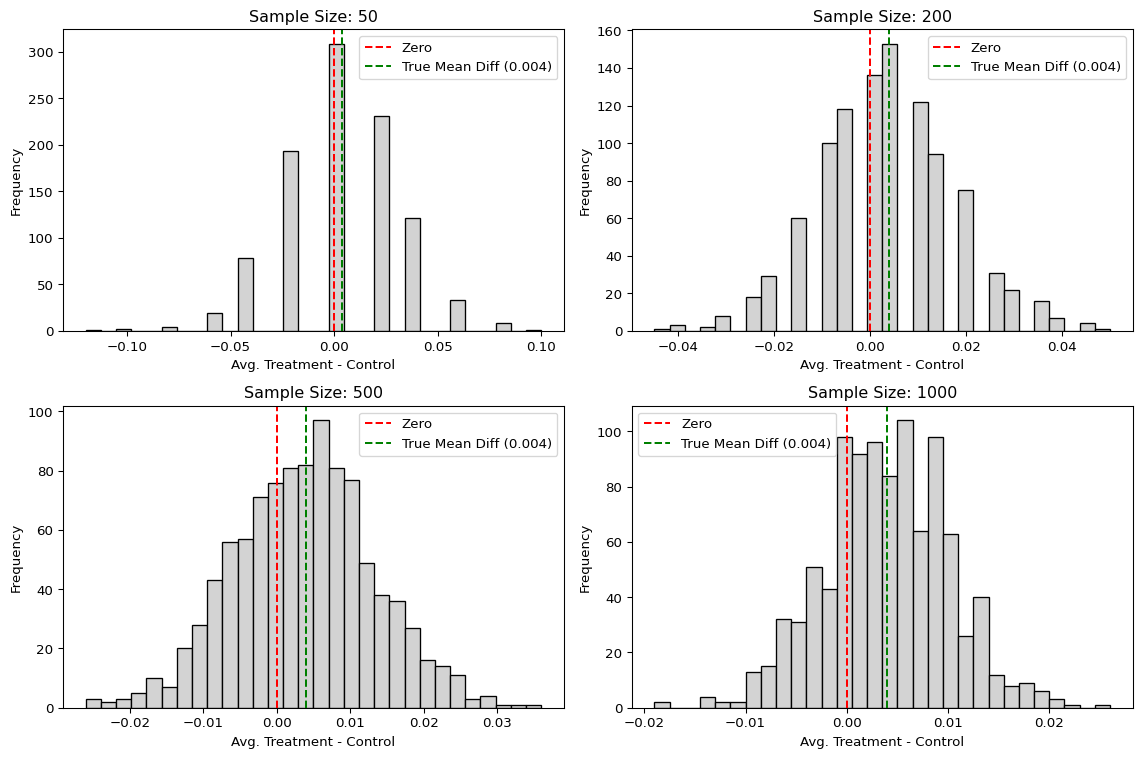 Sample Size: 50
Zero
True Mean Diff (0.004)
Frequency
300
250
200
150
100
50
0
−0.10
−0.05
0.00
0.05
0.10
Avg. Treatment - Control
Sample Size: 200
Zero
True Mean Diff (0.004)
Frequency
160
140
120
100
80
60
40
20
0
−0.04
−0.02
0.00
0.02
0.04
Avg. Treatment - Control
Sample Size: 500
Zero
True Mean Diff (0.004)
Frequency
100
80
60
40
20
0
−0.02
−0.01
0.00
0.01
0.02
0.03
Avg. Treatment - Control
Sample Size: 1000
Zero
True Mean Diff (0.004)
Frequency
100
80
60
40
20
0
−0.02
−0.01
0.00
0.01
0.02
Avg. Treatment - Control